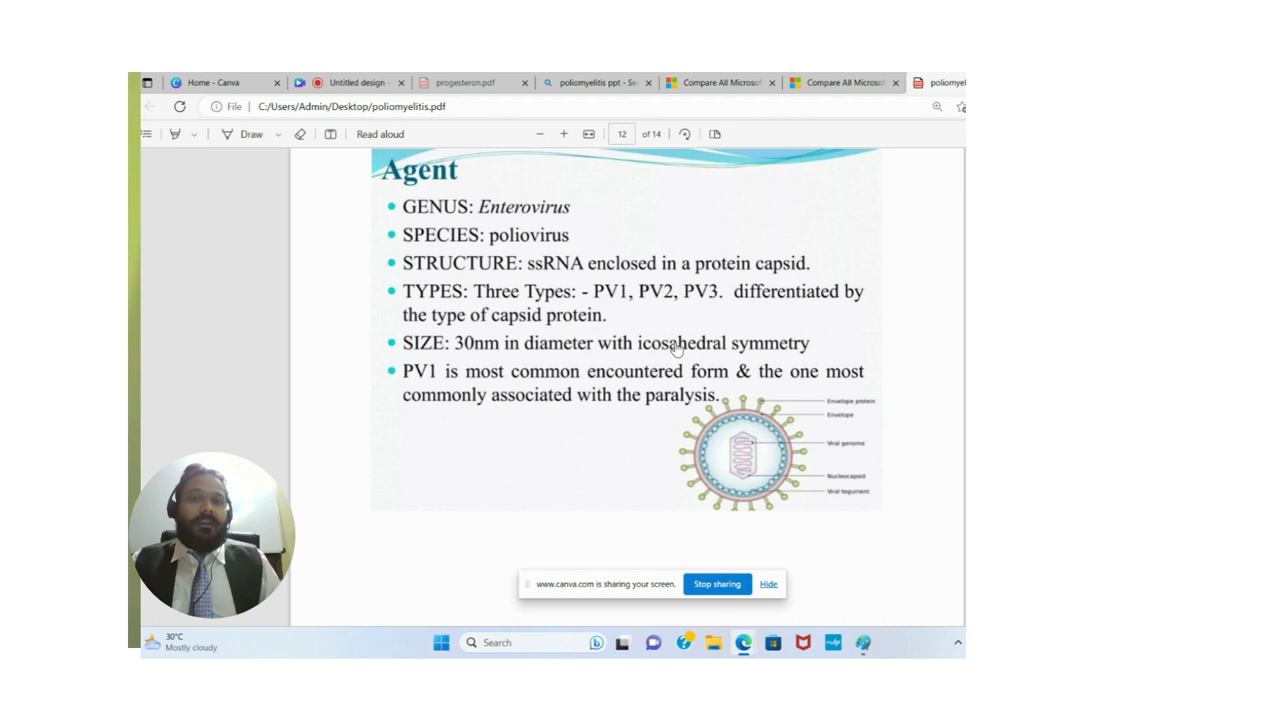 Home - Canva
Untitled design -
progesteron.pdf
poliomyelitis ppt - Se
Compare All Microsof
Compare All Microsof
poliomyel
File | C:/Users/Admin/Desktop/poliomyelitis.pdf
Draw
Read aloud
12 of 14
Agent
• GENUS: Enterovirus
• SPECIES: poliovirus
• STRUCTURE: ssRNA enclosed in a protein capsid.
• TYPES: Three Types: - PV1, PV2, PV3. differentiated by
the type of capsid protein.
• SIZE: 30nm in diameter with icosahedral symmetry
• PV1 is most common encountered form & the one most
commonly associated with the paralysis.
Envelope protein
Envelope
Viral genome
Nucleocapsid
Viral tegument
www.canva.com is sharing your screen.
Stop sharing
Hide
30°C
Mostly cloudy
Search